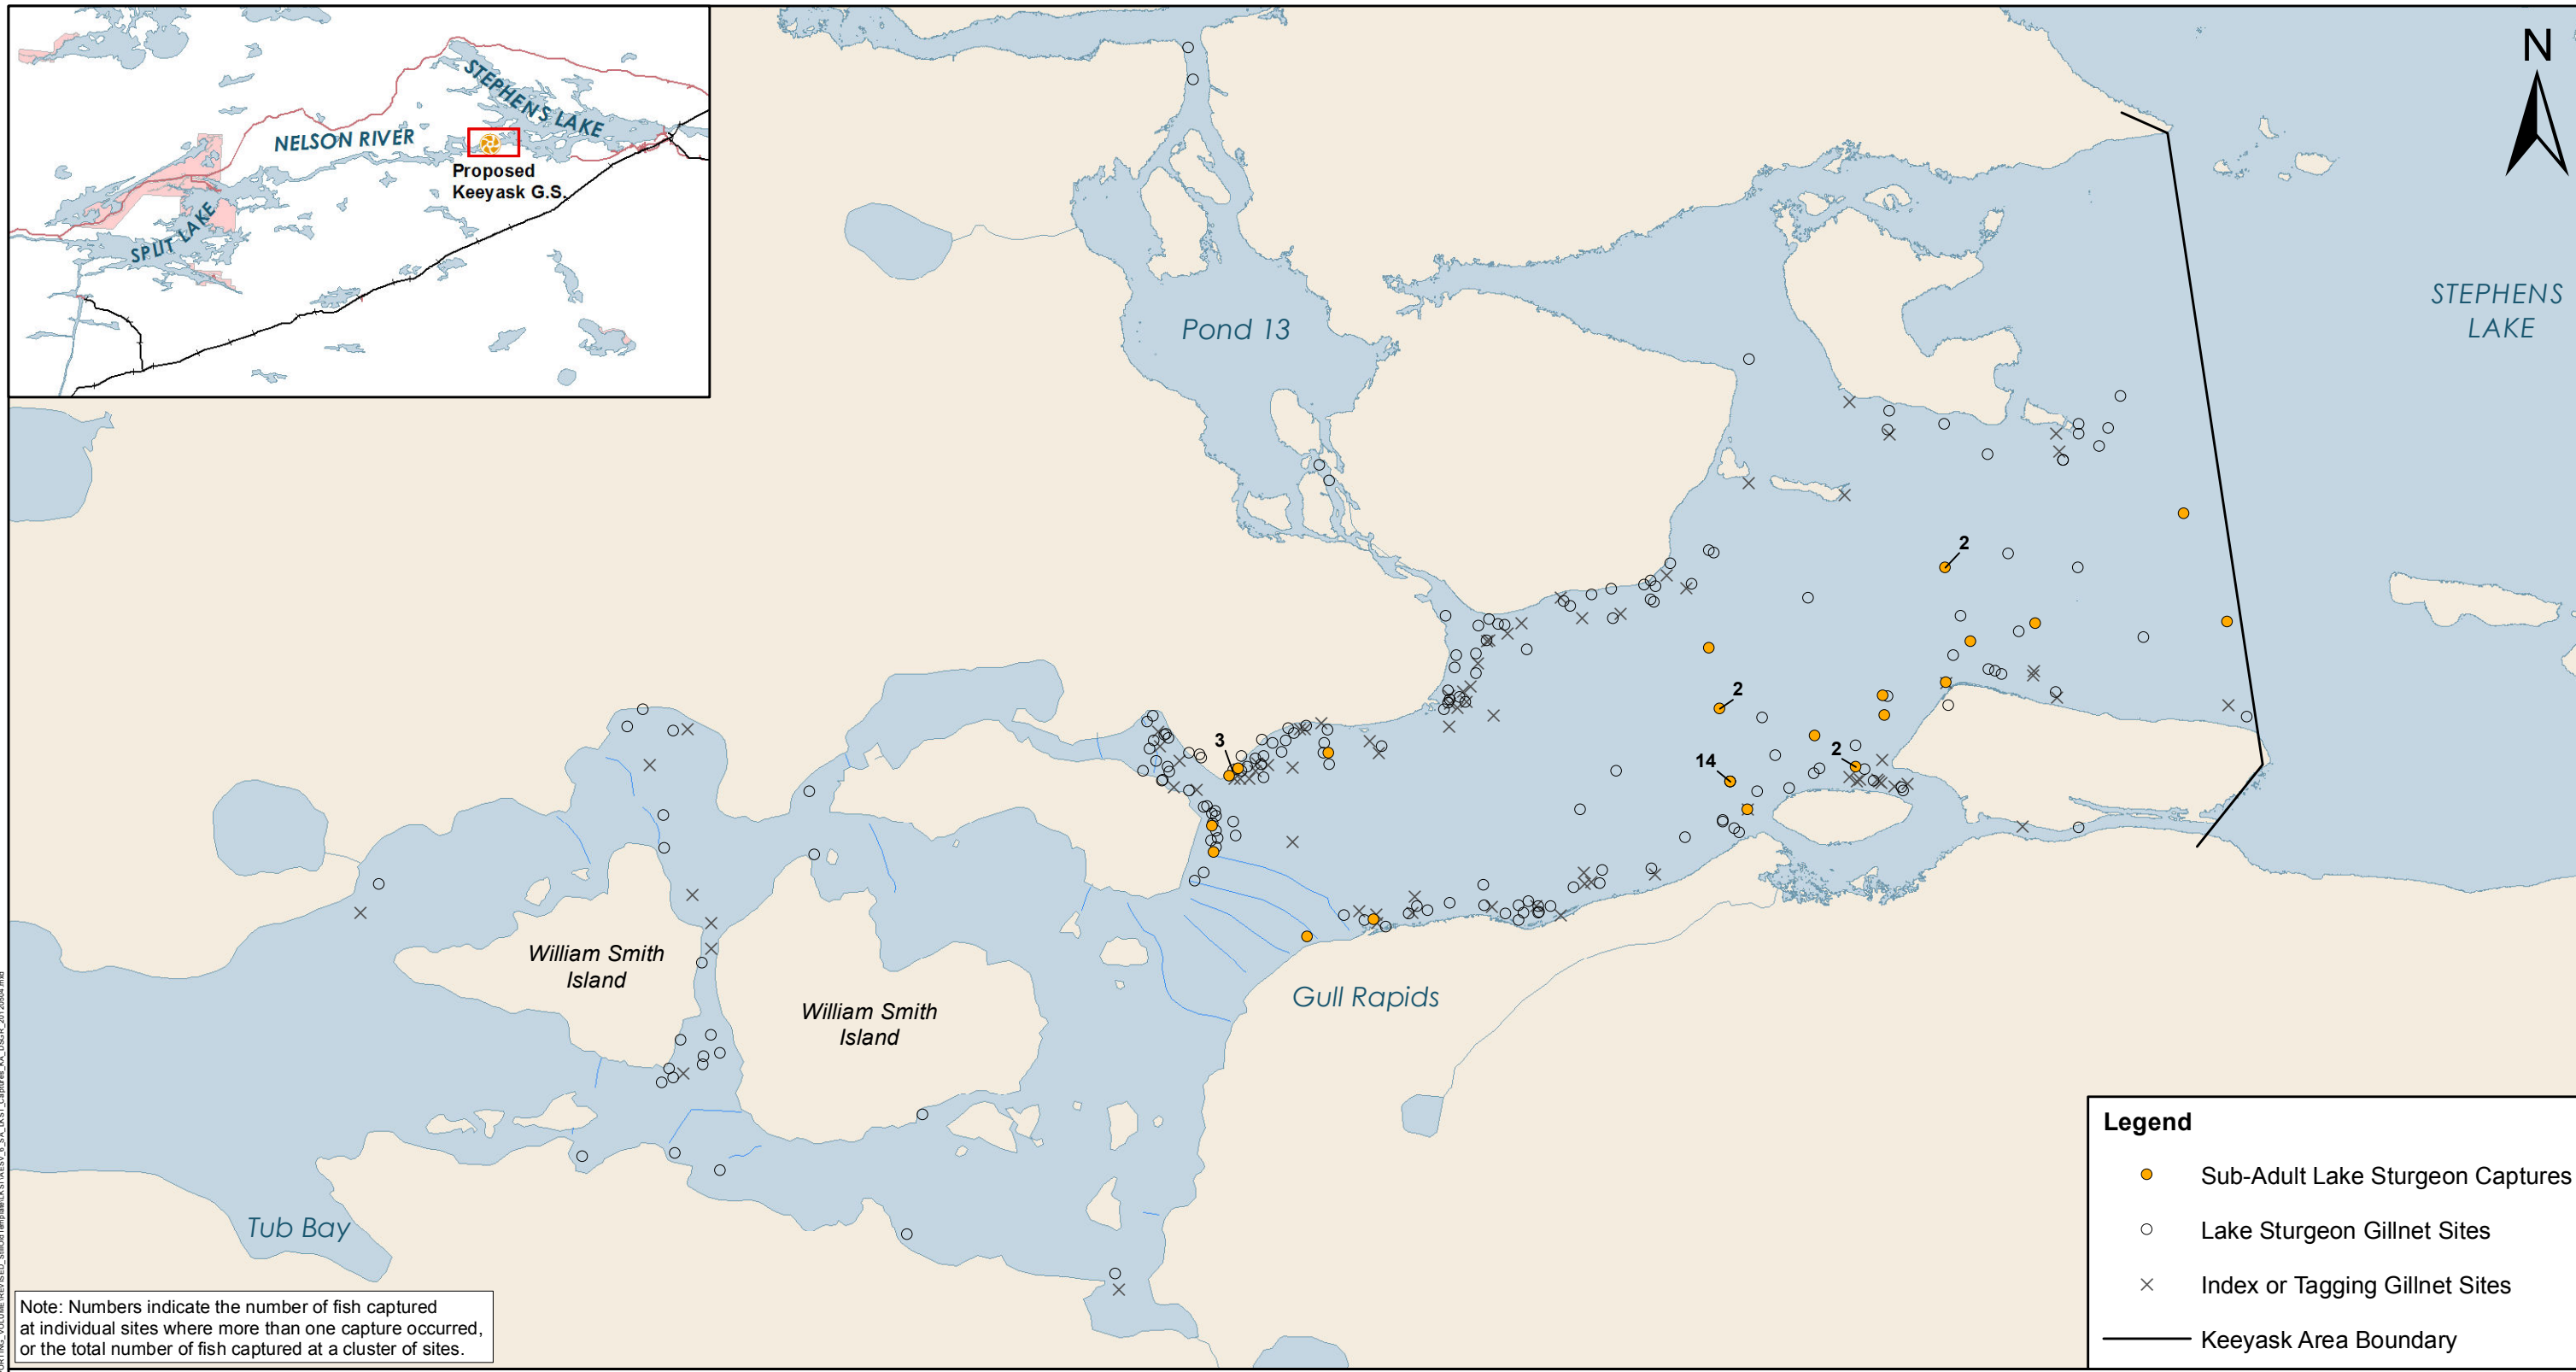 STEPHENS LAKE
NELSON RIVER
Proposed
Keeyask G.S.
SPLIT LAKE
N
Pond 13
STEPHENS
LAKE
2
2
3
2
14
William Smith
Island
William Smith
Island
Gull Rapids
Tub Bay
Note: Numbers indicate the number of fish captured
at individual sites where more than one capture occurred,
or the total number of fish captured at a cluster of sites.
Legend
Sub-Adult Lake Sturgeon Captures
Lake Sturgeon Gillnet Sites
Index or Tagging Gillnet Sites
Keeyask Area Boundary